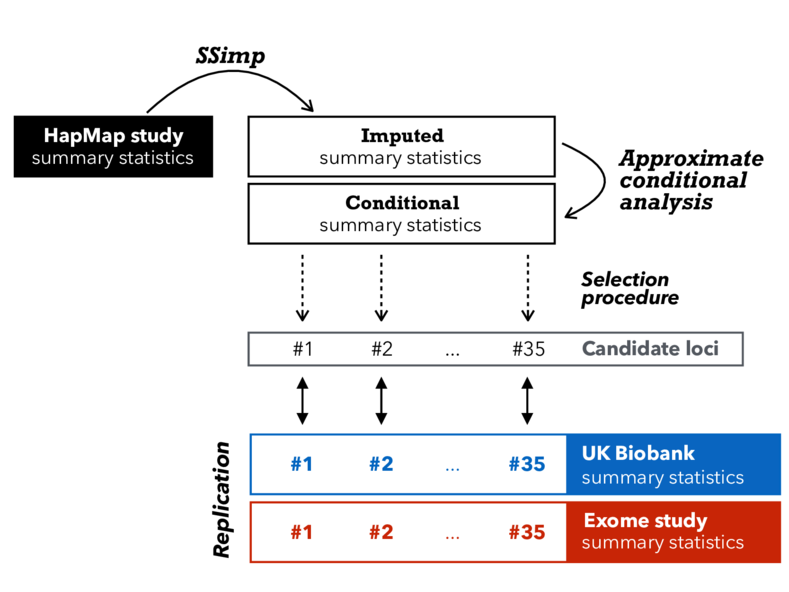 SSimp
HapMap study
summary statistics
Imputed
summary statistics
Approximate
conditional
analysis
Conditional
summary statistics
Selection
procedure
#1 #2 ... #35 Candidate loci
Replication
#1 #2 ... #35 UK Biobank
summary statistics
#1 #2 ... #35 Exome study
summary statistics